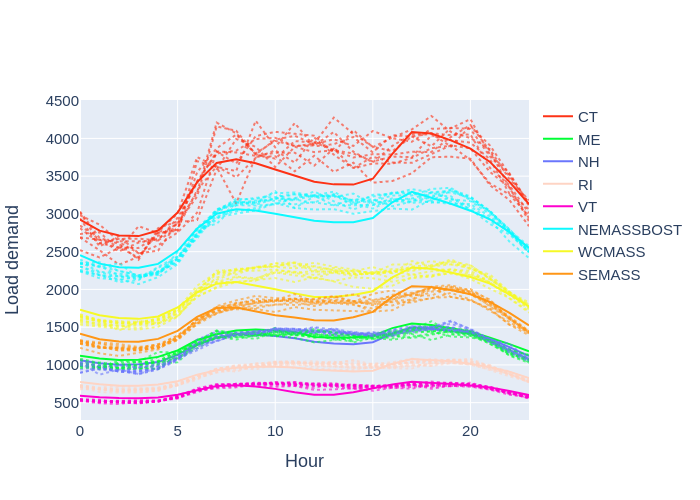 4500
4000
3500
3000
2500
2000
1500
1000
500
Load demand
0
5
10
15
20
Hour
CT
ME
NH
RI
VT
NEMASSBOST
WCMASS
SEMASS